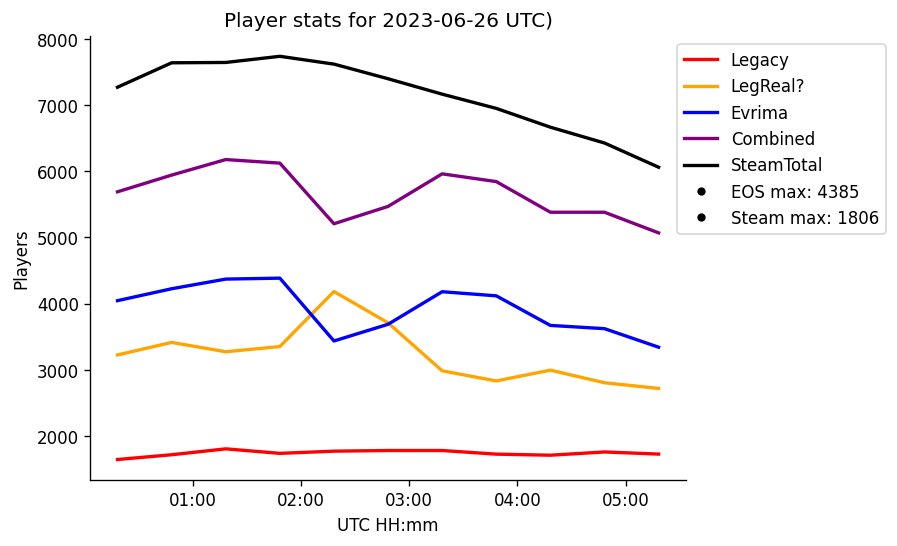 Player stats for 2023-06-26 UTC)
8000
7000
6000
5000
4000
3000
2000
Players
01:00 02:00 03:00 04:00 05:00
UTC HH:mm
Legacy
LegReal?
Evrima
Combined
SteamTotal
EOS max: 4385
Steam max: 1806